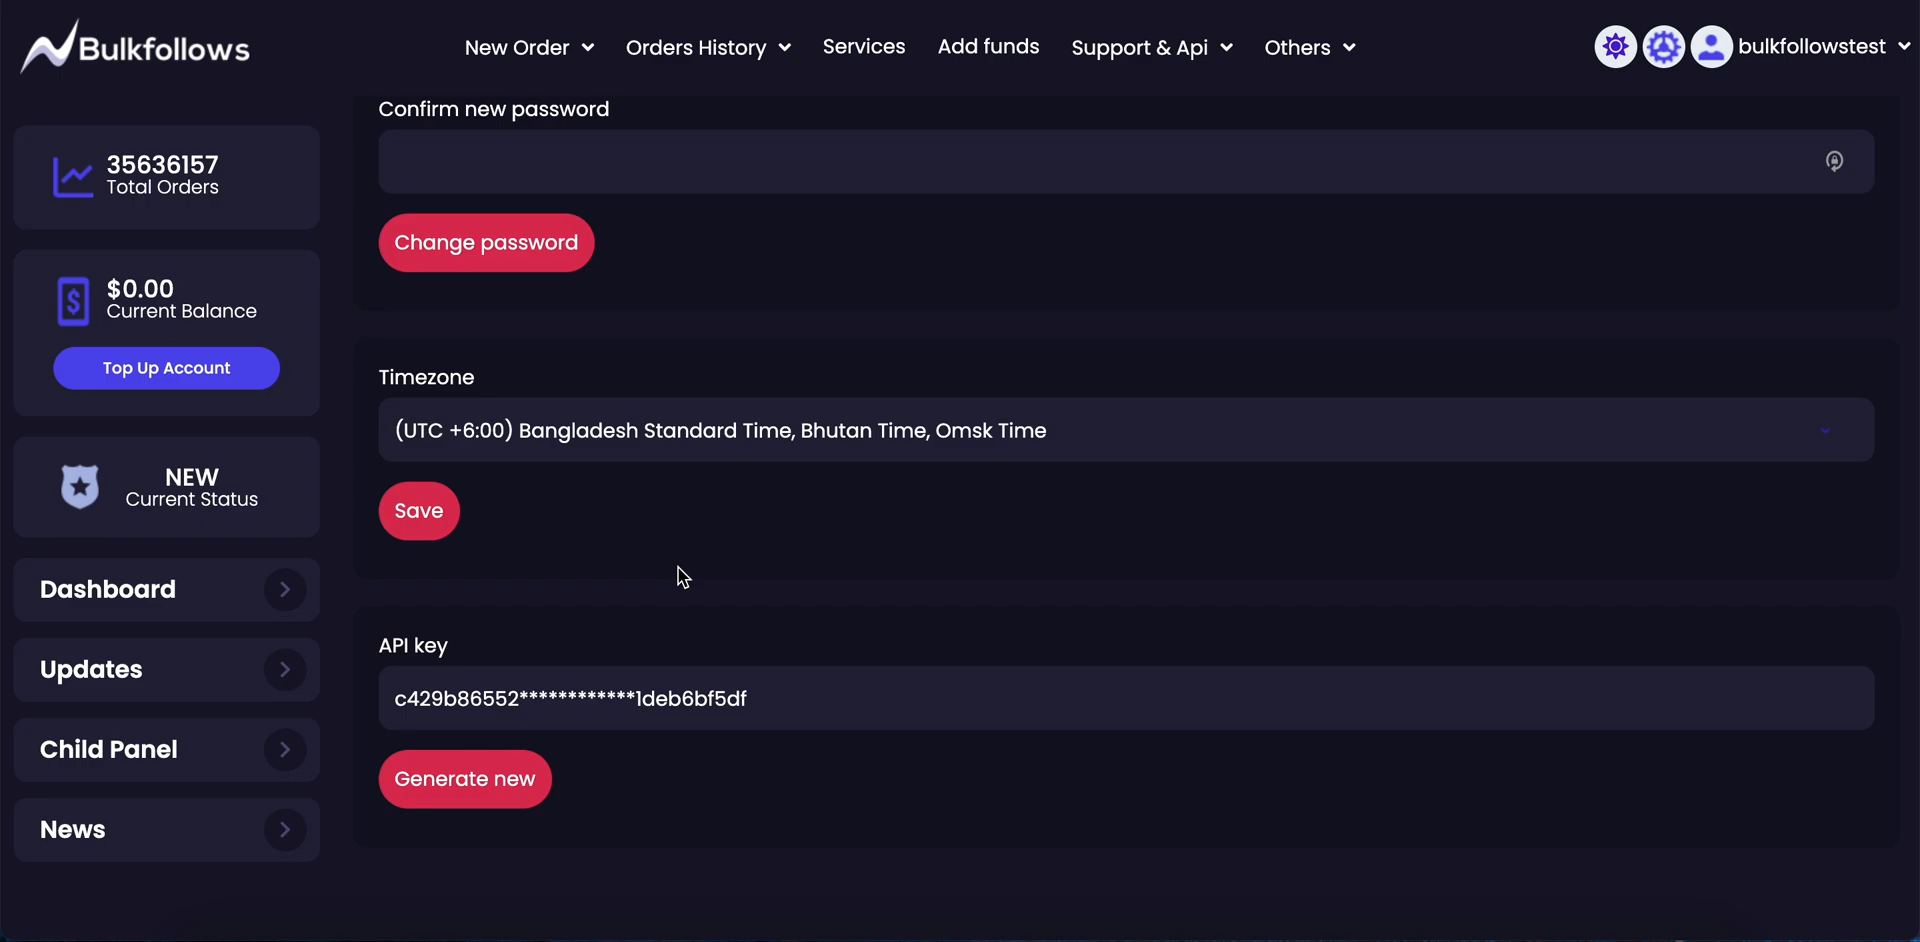 Bulkfollows
New Order
Orders History
Services
Add funds
Support & Api
Others
bulkfollowstest
35636157
Total Orders
$0.00
Current Balance
Top Up Account
NEW
Current Status
Dashboard
Updates
Child Panel
News
Confirm new password
Change password
Timezone
(UTC +6:00) Bangladesh Standard Time, Bhutan Time, Omsk Time
Save
API key
c429b86552************1deb6bf5df
Generate new